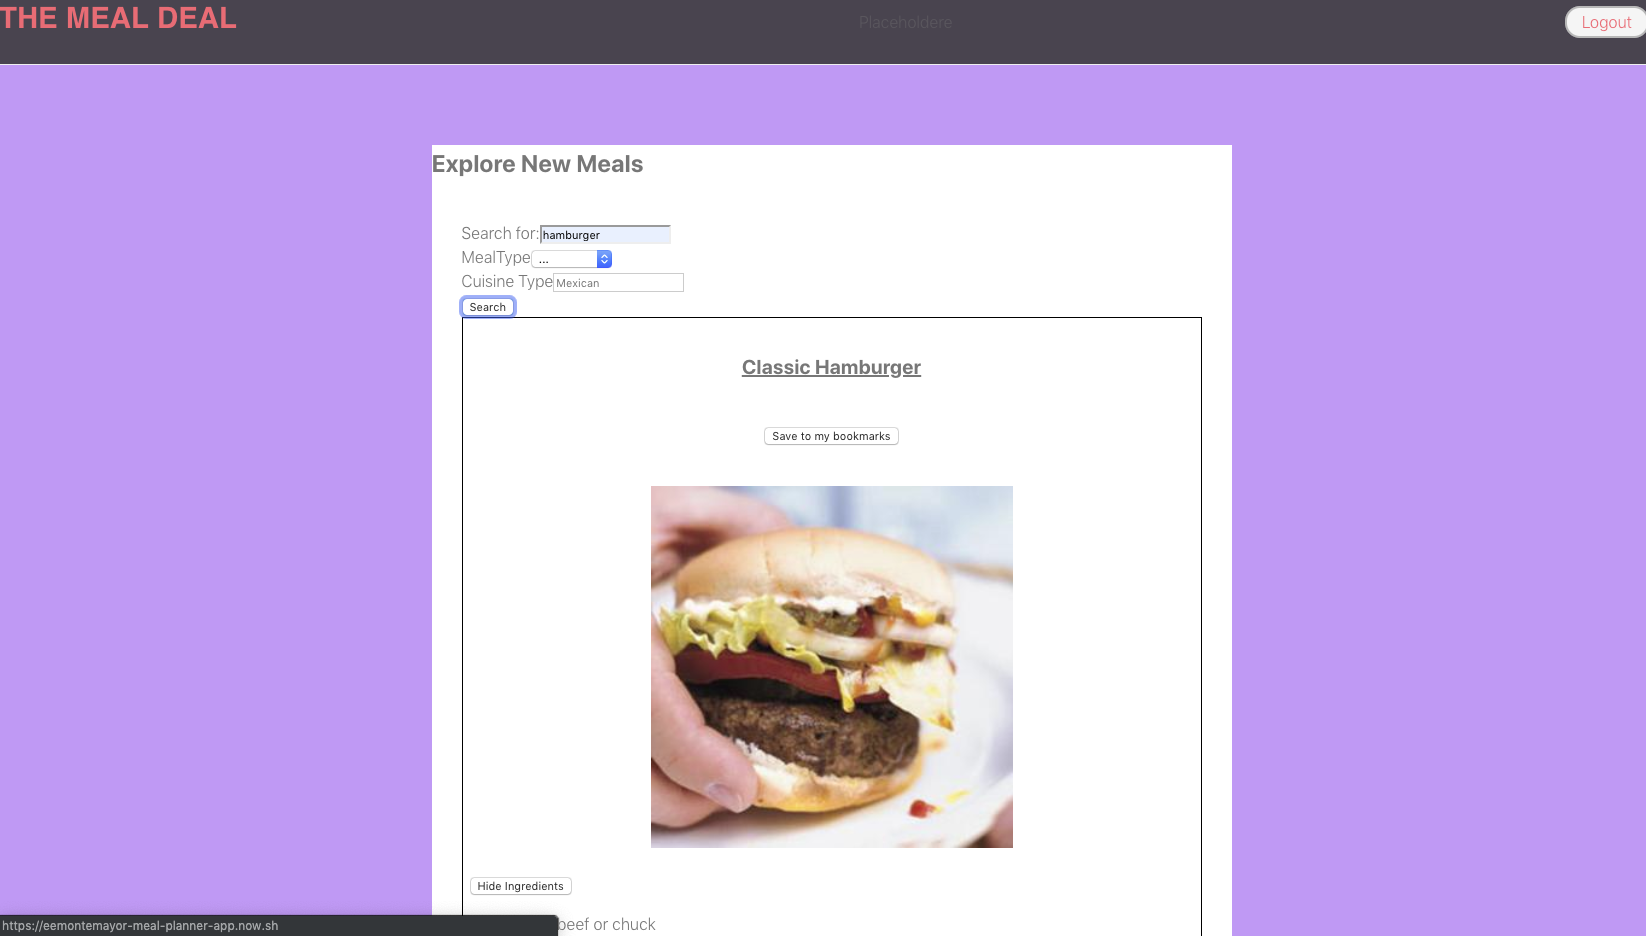 THE MEAL DEAL
Placeholdere
Logout
Explore New Meals
Search for: hamburger
MealType ...
Cuisine Type Mexican
Search
Classic Hamburger
Save to my bookmarks
Hide Ingredients
beef or chuck
https://eemontemayor-meal-planner-app.now.sh